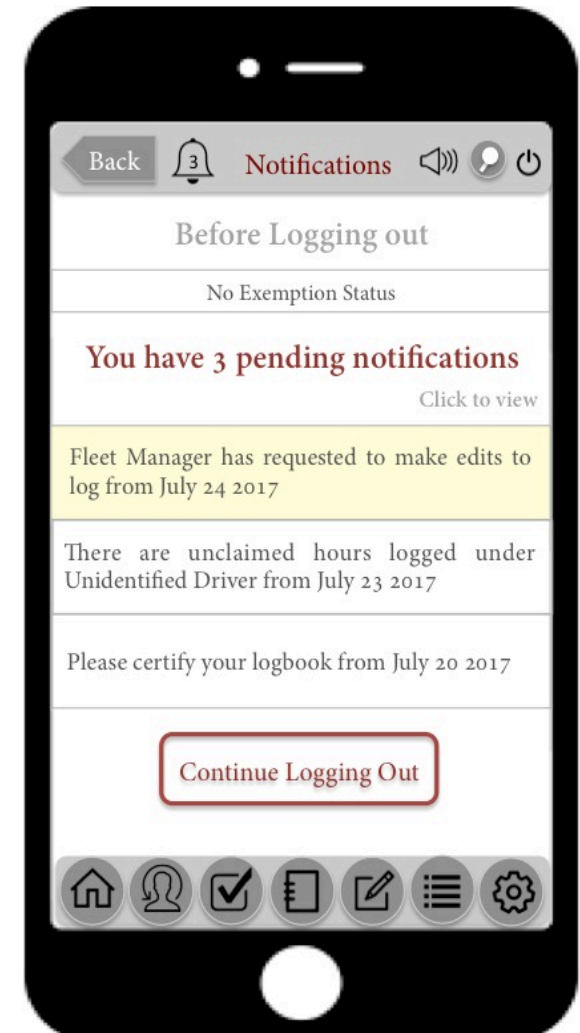 Back 3 Notifications
Before Logging out
No Exemption Status
You have 3 pending notifications
Click to view
Fleet Manager has requested to make edits to
log from July 24 2017
There are unclaimed hours logged under
Unidentified Driver from July 23 2017
Please certify your logbook from July 20 2017
Continue Logging Out